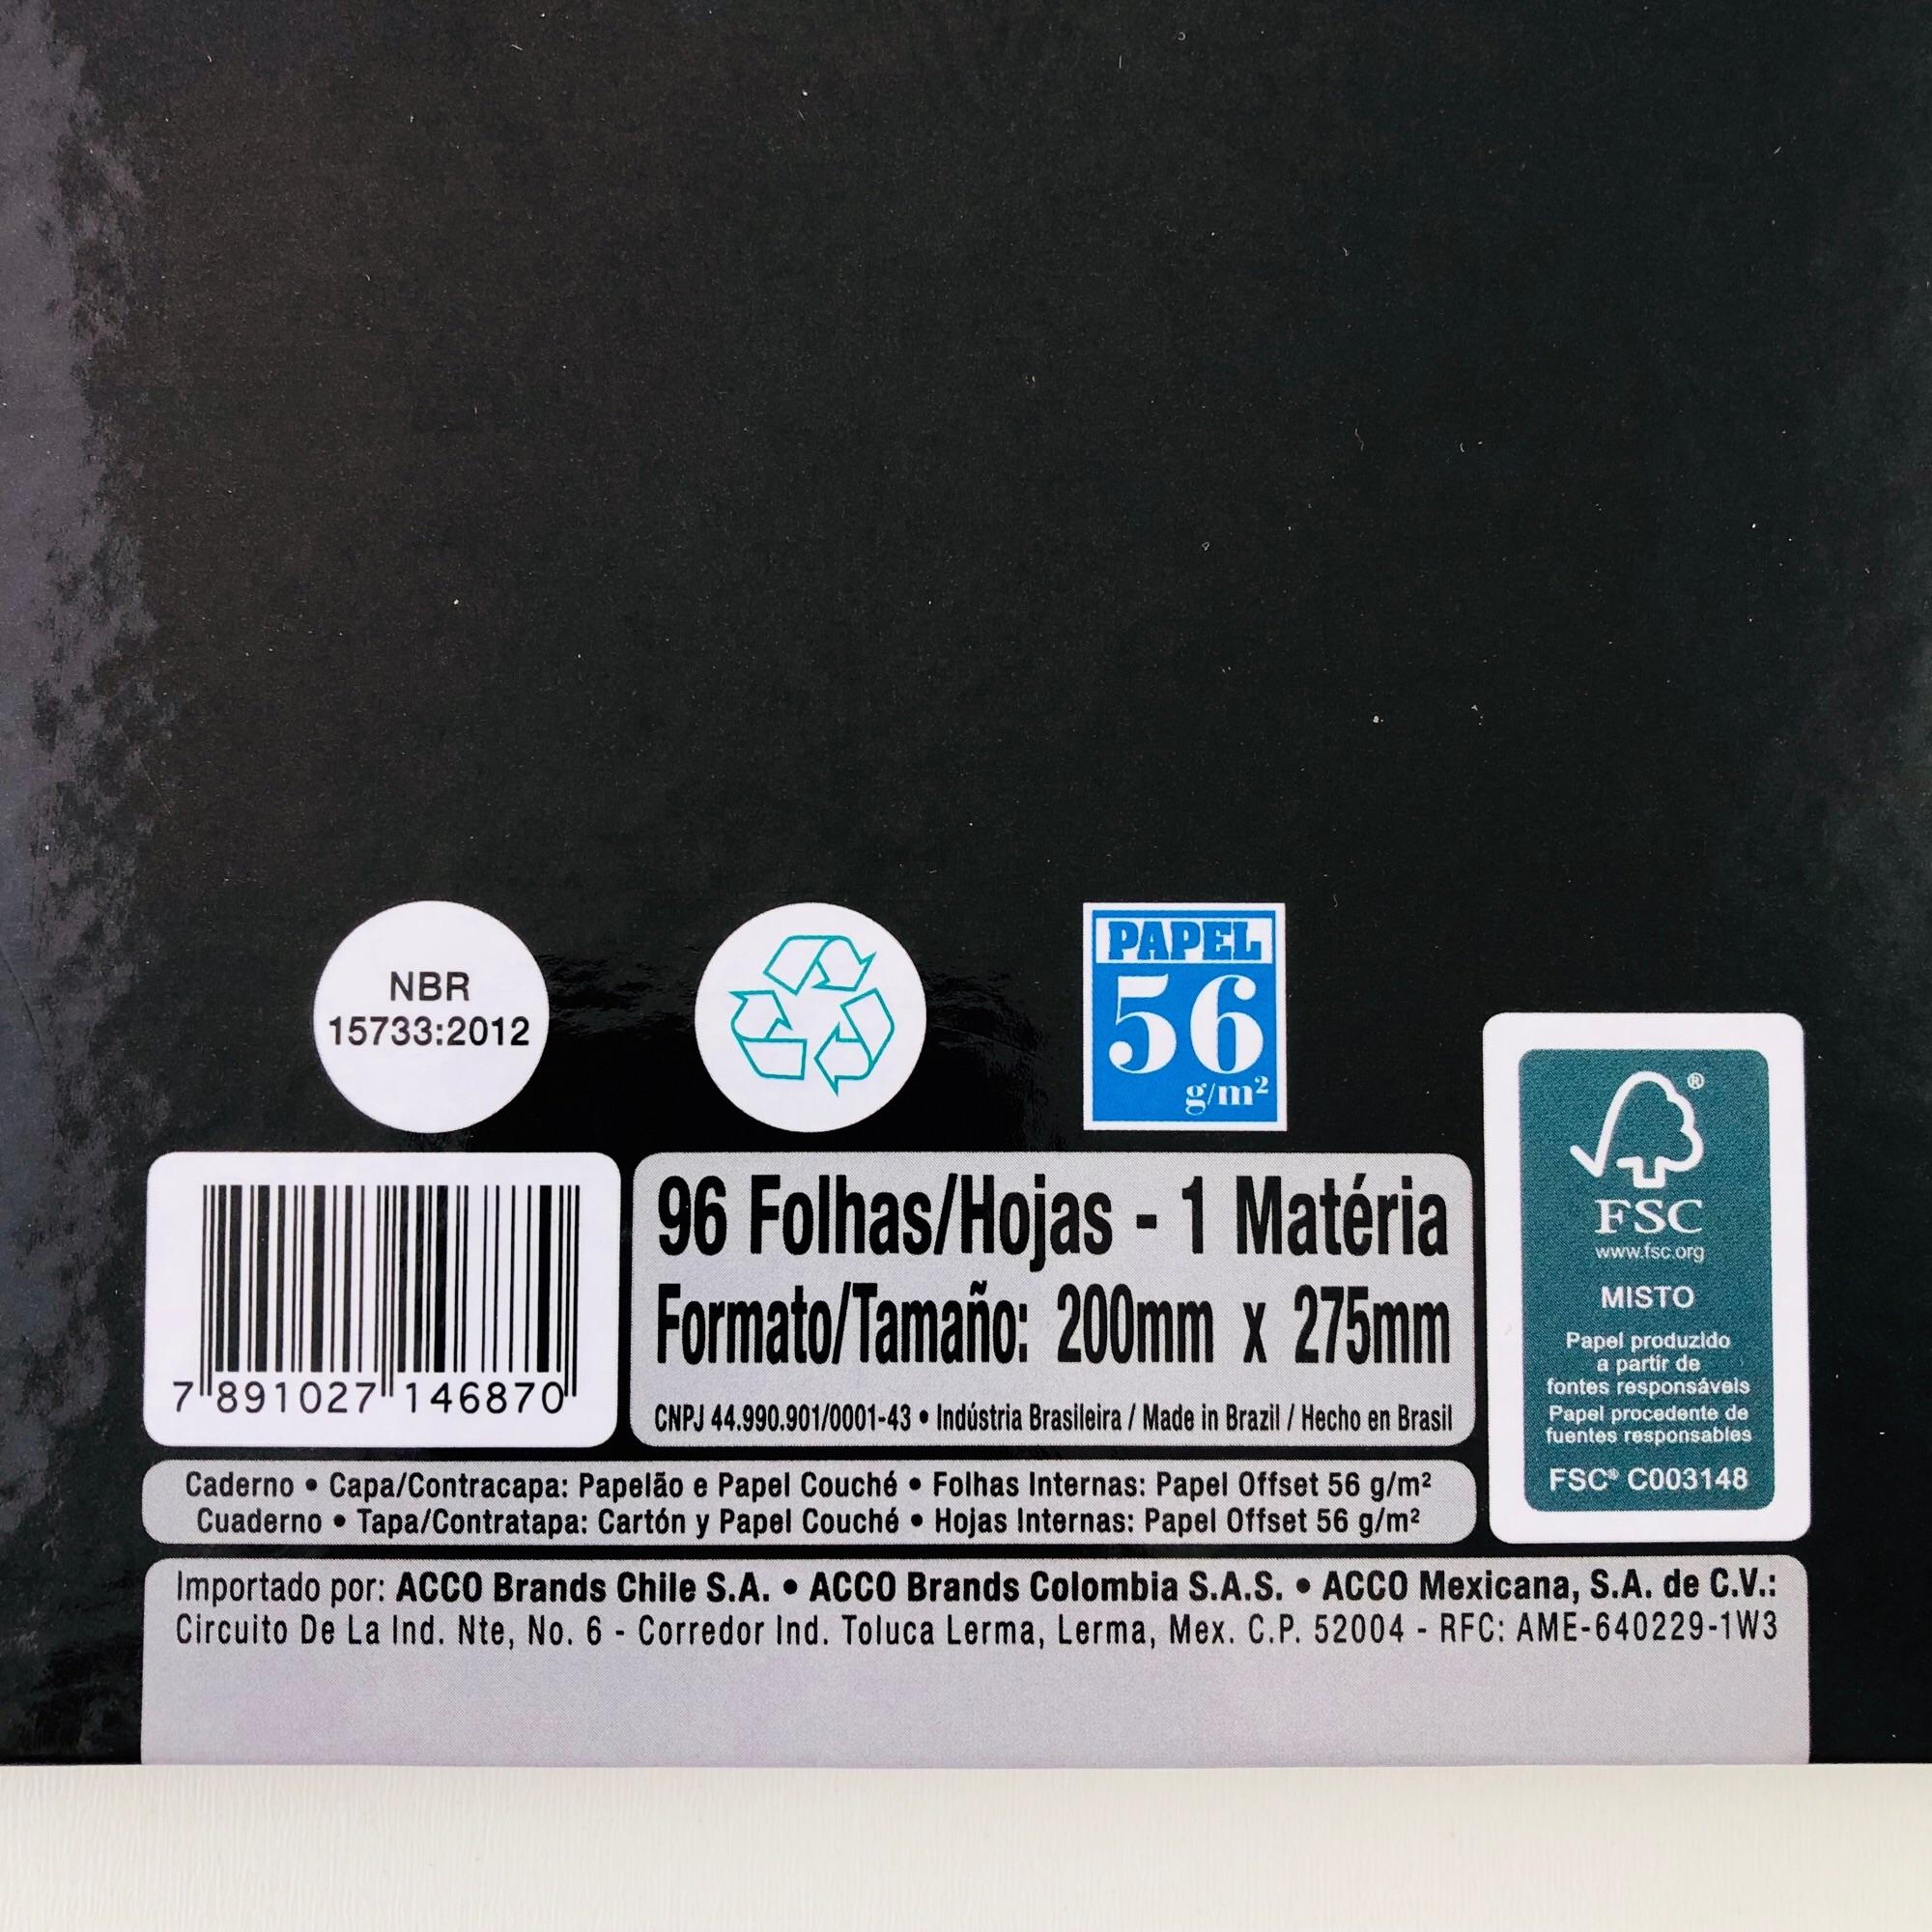 NBR
15733:2012
PAPEL
56
g/m²
96 Folhas/Hojas - 1 Matéria
Formato/Tamaño: 200mm x 275mm
CNPJ 44.990.901/0001-43 • Indústria Brasileira / Made in Brazil / Hecho en Brasil
7 891027 146870
®
FSC
www.fsc.org
MISTO
Papel produzido
a partir de
fontes responsáveis
Papel procedente de
fuentes responsables
FSC® C003148
Caderno • Capa/Contracapa: Papelão e Papel Couché • Folhas Internas: Papel Offset 56 g/m²
Cuaderno • Tapa/Contratapa: Cartón y Papel Couché • Hojas Internas: Papel Offset 56 g/m²
Importado por: ACCO Brands Chile S.A. • ACCO Brands Colombia S.A.S. • ACCO Mexicana, S.A. de C.V.:
Circuito De La Ind. Nte, No. 6 - Corredor Ind. Toluca Lerma, Lerma, Mex. C.P. 52004 - RFC: AME-640229-1W3